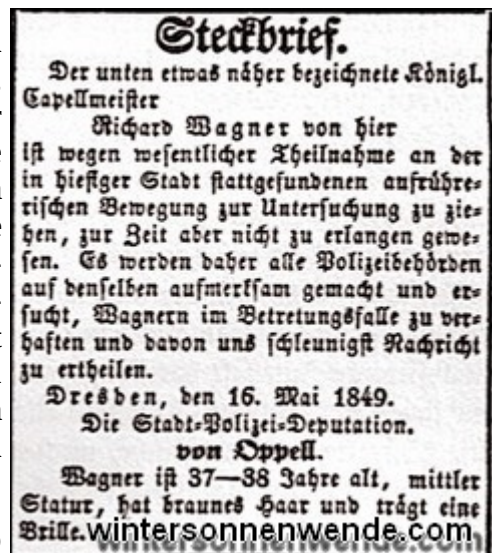 Steckbrief.
Der unten etwas näher bezeichnete Königl.
Capellmeister
Richard Wagner von hier
ist wegen wesentlicher Theilnahme an der
in hiesiger Stadt stattgefundenen aufrühre-
rischen Bewegung zur Untersuchung zu zie-
hen, zur Zeit aber nicht zu erlangen gewe-
sen. Es werden daher alle Polizeibehörden
auf denselben aufmerksam gemacht und er-
sucht, Wagnern im Betretungsfalle zu ver-
haften und davon uns schleunigst Nachricht
zu ertheilen.
Dresden, den 16. Mai 1849.
Die Stadt-Polizei-Deputation.
von Oppell.
Wagner ist 37—38 Jahre alt, mittler
Statur, hat braunes Haar und trägt eine
Brille.
wintersonnenwende.com